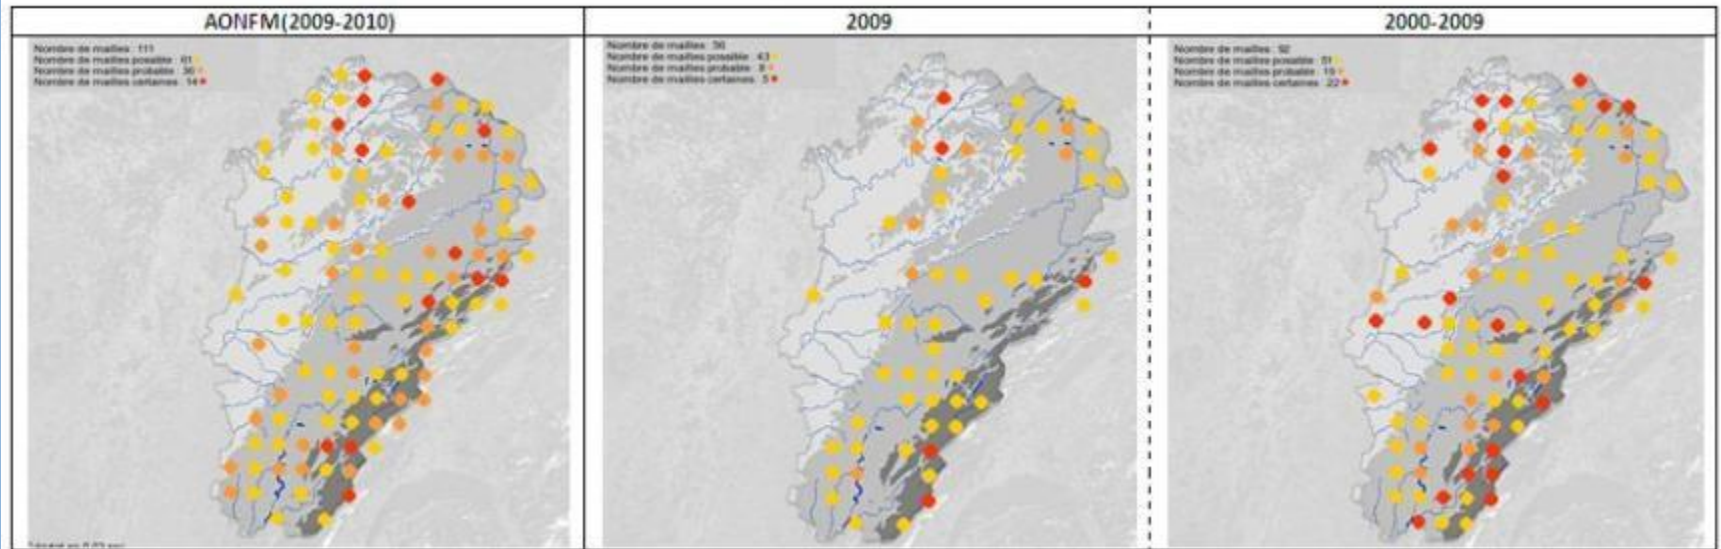 AONFM(2009-2010)
2009
2000-2009
Nombre de mailles : 111
Nombre de mailles possible : 61
Nombre de mailles probable : 36
Nombre de mailles certaines : 14
Nombre de mailles : 56
Nombre de mailles possible : 43
Nombre de mailles probable : 8
Nombre de mailles certaines : 5
Nombre de mailles : 92
Nombre de mailles possible : 51
Nombre de mailles probable : 19
Nombre de mailles certaines : 22